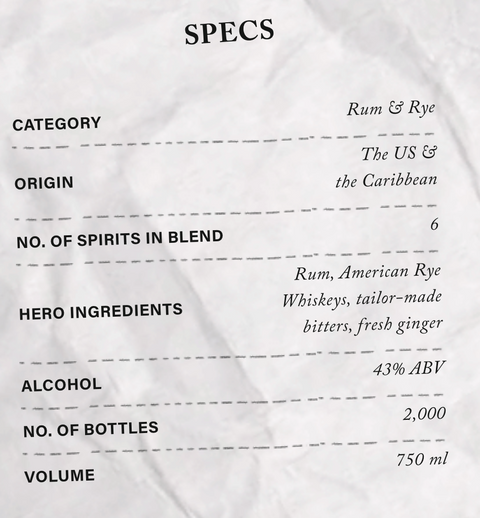 SPECS
CATEGORY Rum & Rye
ORIGIN The US &
the Caribbean
NO. OF SPIRITS IN BLEND 6
HERO INGREDIENTS Rum, American Rye
Whiskeys, tailor-made
bitters, fresh ginger
ALCOHOL 43% ABV
NO. OF BOTTLES 2,000
VOLUME 750 ml